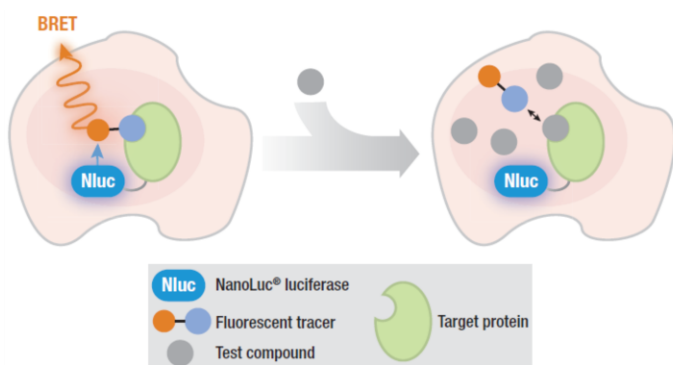 BRET
Nluc
Nluc
Nluc NanoLuc® luciferase
Fluorescent tracer
Target protein
Test compound